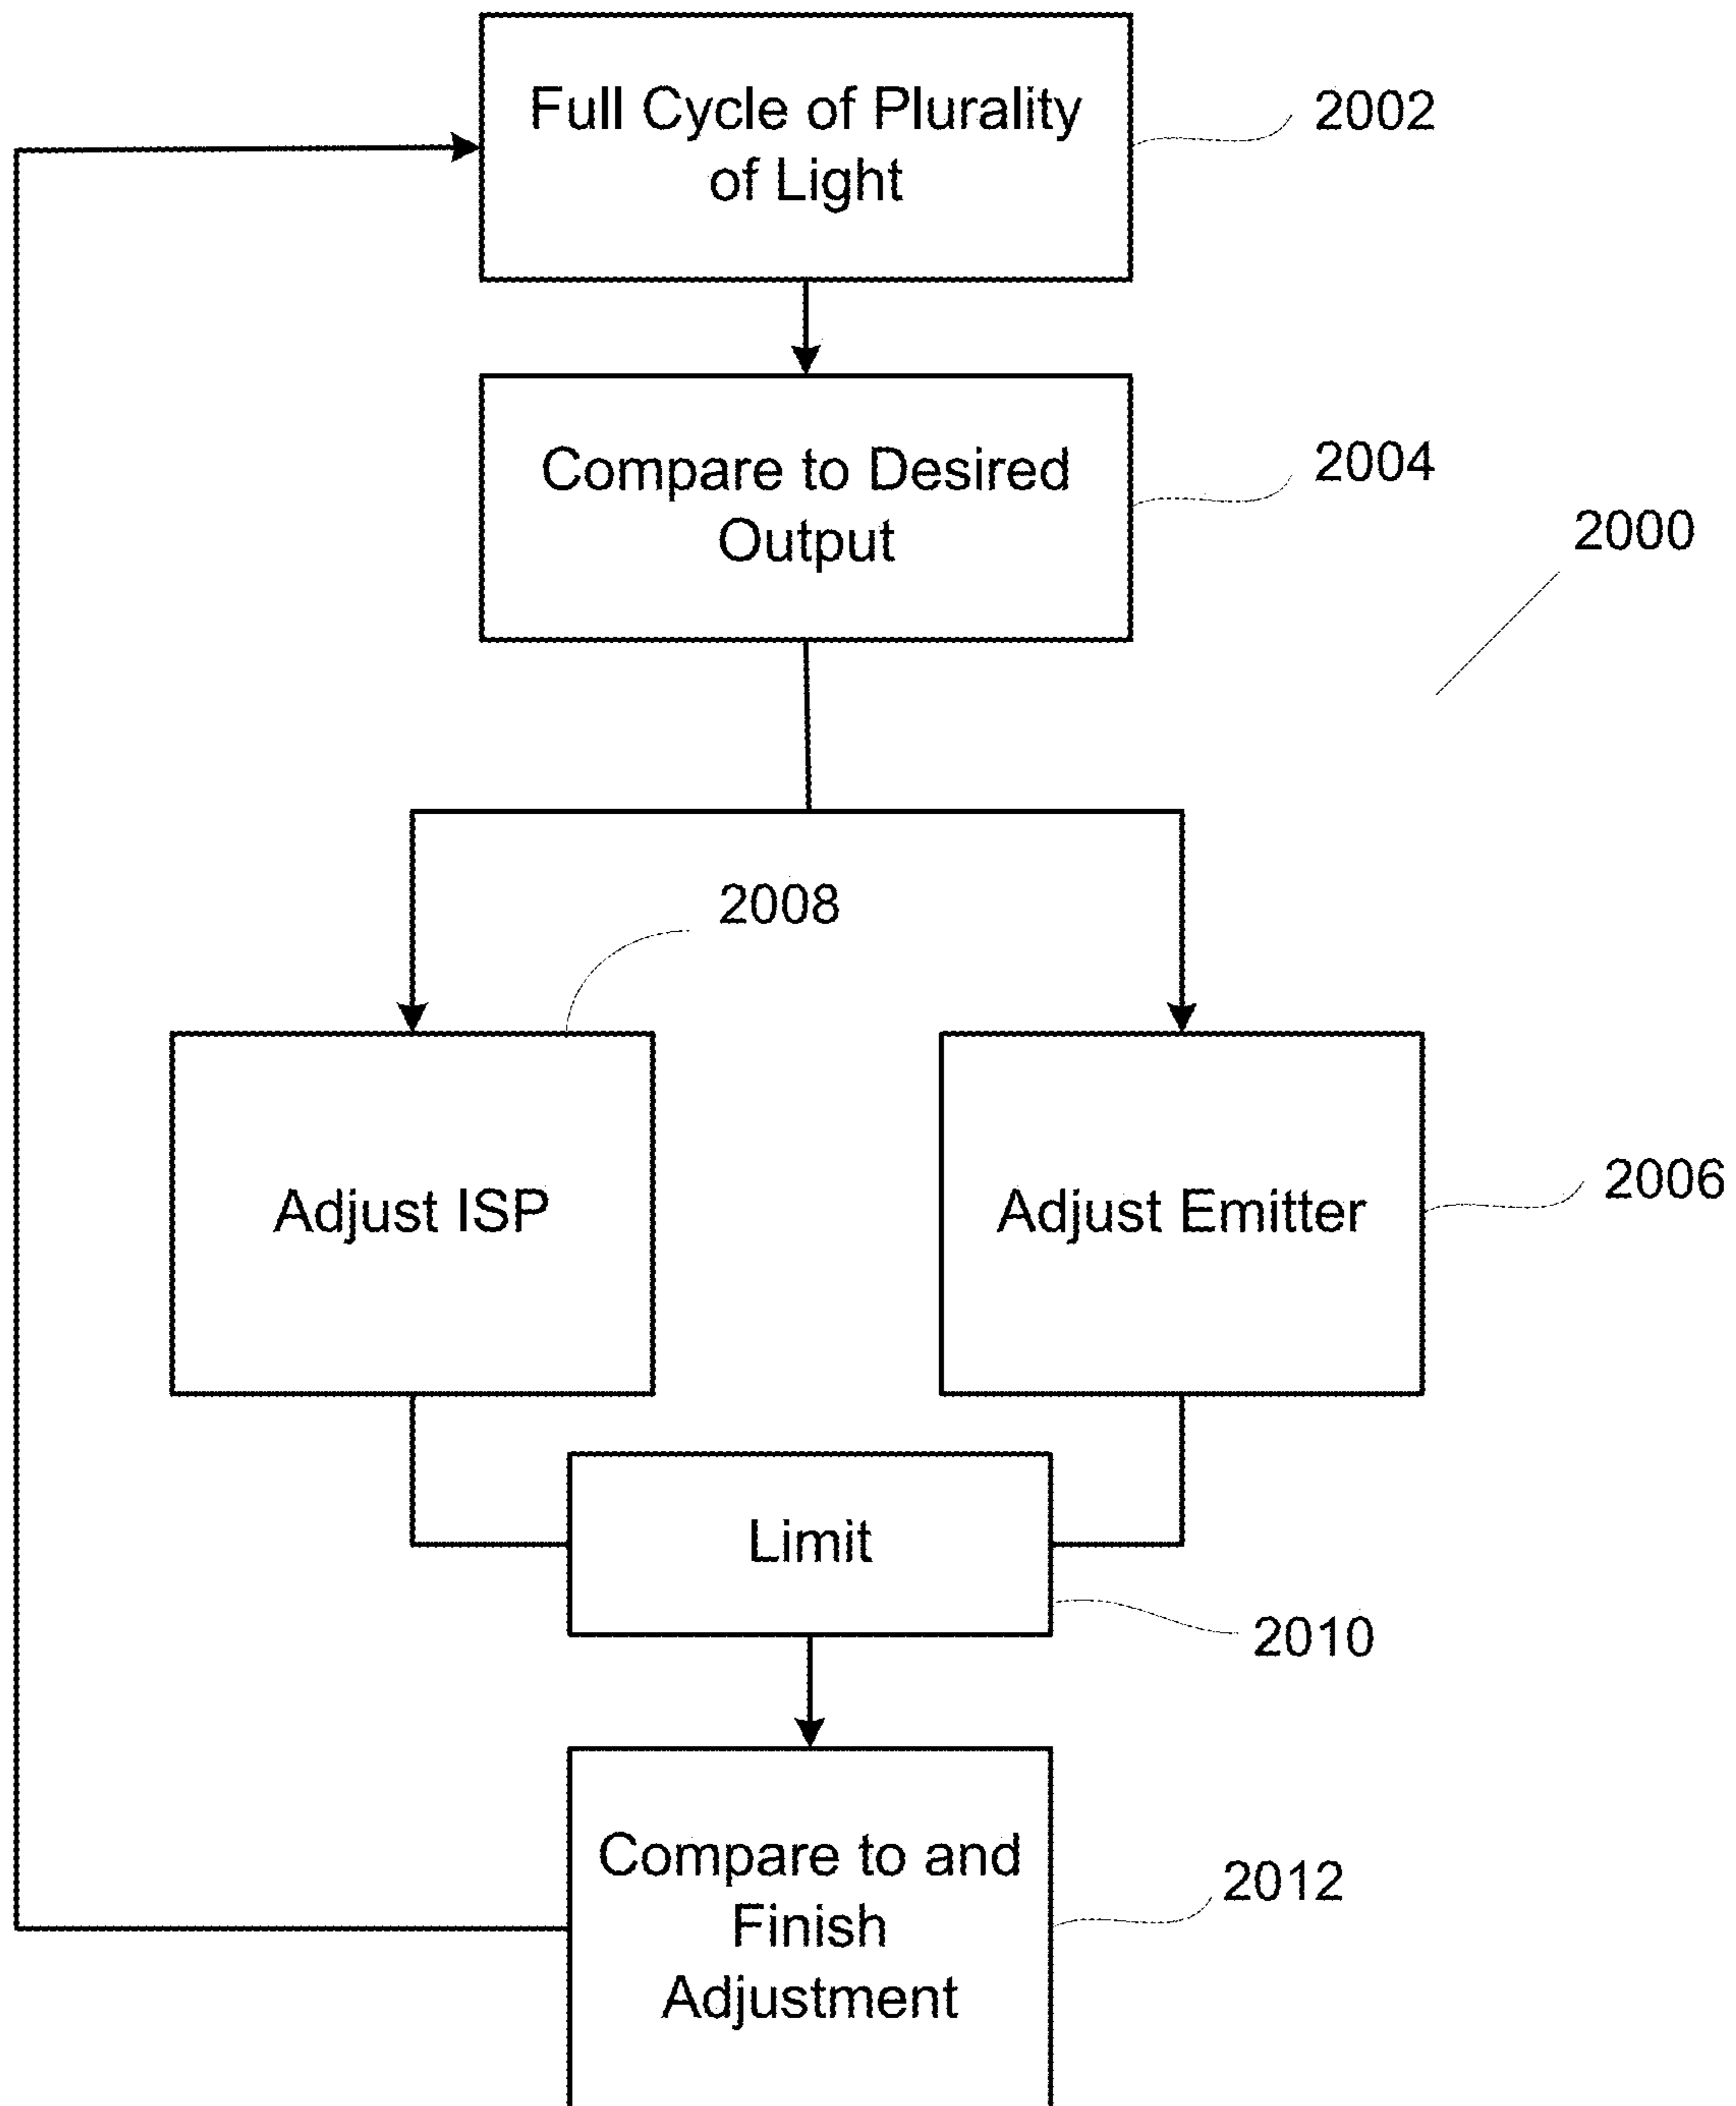 Full Cycle of Plurality
of Light
2002
Compare to Desired
Output
2004
2000
2008
Adjust ISP
Adjust Emitter
2006
Limit
2010
Compare to and
Finish
Adjustment
2012